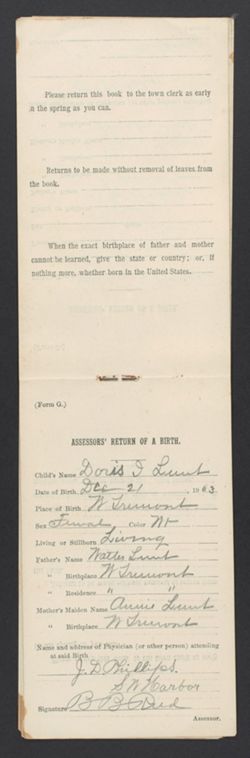 Please return this book to the town clerk as early
in the spring as you can.
Returns to be made without removal of leaves from
the book.
When the exact birthplace of father and mother
cannot be learned, give the state or country; or, if
nothing more, whether born in the United States.
(Form G.)
ASSESSORS' RETURN OF A BIRTH.
Child's Name Doris I Lunt
Date of Birth, Dec 21, 1903
Place of Birth W Tremont
Sex Color
Living or Stillborn Living
Father's Name Walter Lunt
" Birthplace W Tremont
" Residence " "
Mother's Maiden Name Annie Lunt
" Birthplace W Tremont
Name and address of Physician (or other person) attending
at said Birth
J. D. Phillips.
S W Harbor
Signature B B Reed
Assessor.